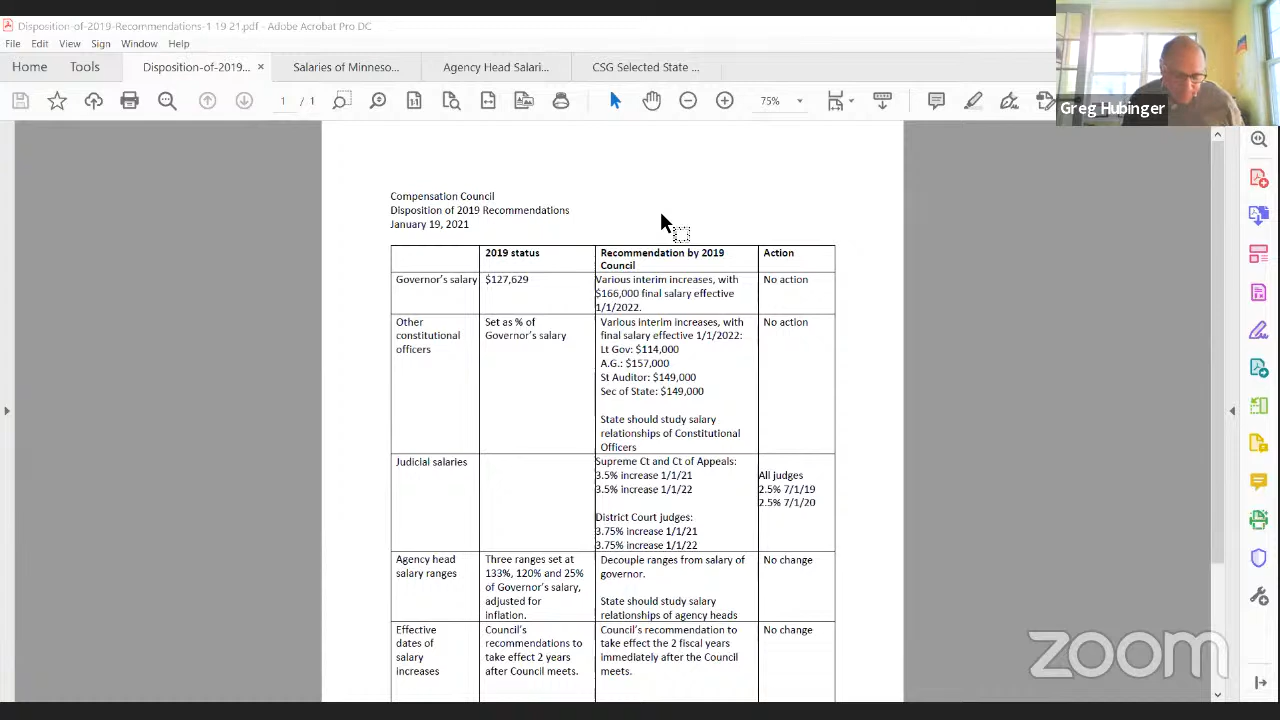 Disposition-of-2019-Recommendations-1 19 21.pdf - Adobe Acrobat Pro DC
File Edit View Sign Window Help
Home Tools Disposition-of-2019... × Salaries of Minneso... Agency Head Salari... CSG Selected State ...
1 / 1 75%
Greg Hubinger
Compensation Council
Disposition of 2019 Recommendations
January 19, 2021
2019 status
Recommendation by 2019
Council
Action
Governor's salary
$127,629
Various interim increases, with
$166,000 final salary effective
1/1/2022.
No action
Other
constitutional
officers
Set as % of
Governor's salary
Various interim increases, with
final salary effective 1/1/2022:
Lt Gov: $114,000
A.G.: $157,000
St Auditor: $149,000
Sec of State: $149,000
State should study salary
relationships of Constitutional
Officers
No action
Judicial salaries
Supreme Ct and Ct of Appeals:
3.5% increase 1/1/21
3.5% increase 1/1/22
District Court judges:
3.75% increase 1/1/21
3.75% increase 1/1/22
All judges
2.5% 7/1/19
2.5% 7/1/20
Agency head
salary ranges
Three ranges set at
133%, 120% and 25%
of Governor's salary,
adjusted for
inflation.
Decouple ranges from salary of
governor.
State should study salary
relationships of agency heads
No change
Effective
dates of
salary
increases
Council's
recommendations to
take effect 2 years
after Council meets.
Council's recommendation to
take effect the 2 fiscal years
immediately after the Council
meets.
No change
zoom